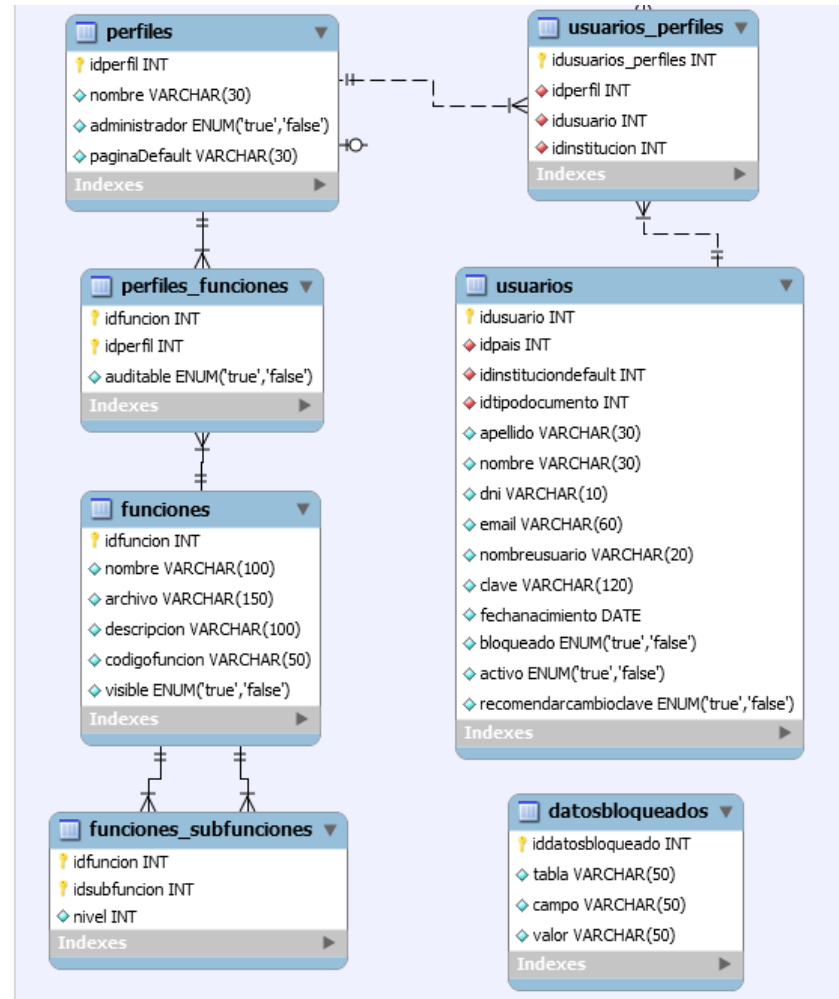 perfiles
idperfil INT
nombre VARCHAR(30)
administrador ENUM('true','false')
paginaDefault VARCHAR(30)
Indexes
usuarios_perfiles
idusuarios_perfiles INT
idperfil INT
idusuario INT
idinstitucion INT
Indexes
perfiles_funciones
idfuncion INT
idperfil INT
auditable ENUM('true','false')
Indexes
usuarios
idusuario INT
idpais INT
idinstituciondefault INT
idtipodocumento INT
apellido VARCHAR(30)
nombre VARCHAR(30)
dni VARCHAR(10)
email VARCHAR(60)
nombreusuario VARCHAR(20)
clave VARCHAR(120)
fechanacimiento DATE
bloqueado ENUM('true','false')
activo ENUM('true','false')
recomendarcambioclave ENUM('true','false')
Indexes
funciones
idfuncion INT
nombre VARCHAR(100)
archivo VARCHAR(150)
descripcion VARCHAR(100)
codigofuncion VARCHAR(50)
visible ENUM('true','false')
Indexes
funciones_subfunciones
idfuncion INT
idsubfuncion INT
nivel INT
Indexes
datosbloqueados
iddatosbloqueado INT
tabla VARCHAR(50)
campo VARCHAR(50)
valor VARCHAR(50)
Indexes